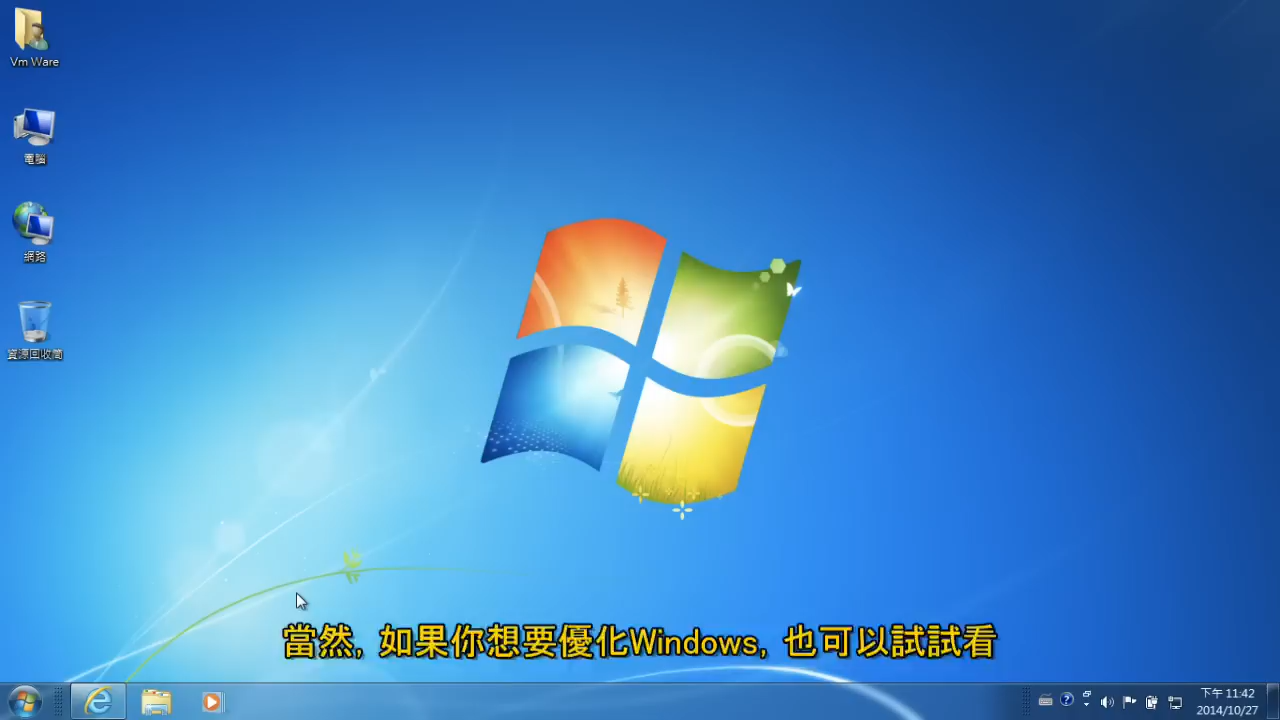 Vm Ware
電腦
網路
資源回收筒
當然, 如果你想要優化Windows, 也可以試試看
下午 11:42
2014/10/27